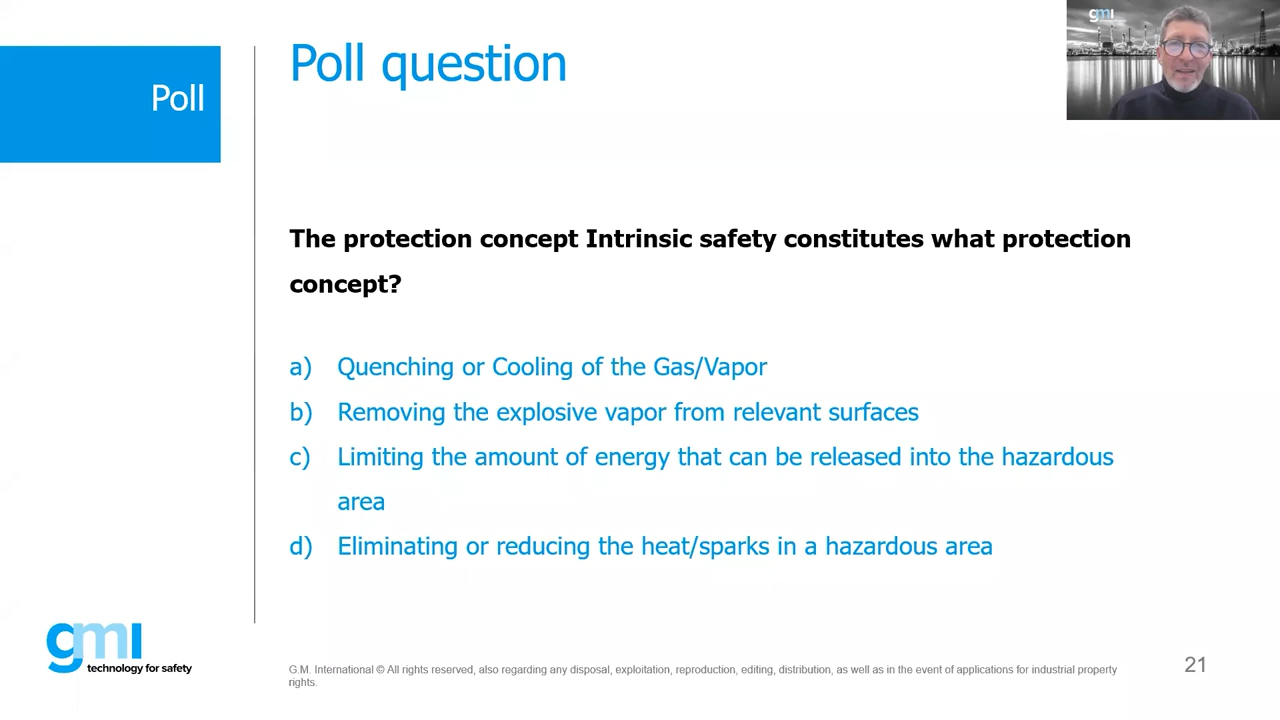 Poll
Poll question
gmi
The protection concept Intrinsic safety constitutes what protection
concept?
a) Quenching or Cooling of the Gas/Vapor
b) Removing the explosive vapor from relevant surfaces
c) Limiting the amount of energy that can be released into the hazardous
area
d) Eliminating or reducing the heat/sparks in a hazardous area
gmi
technology for safety
G.M. International © All rights reserved, also regarding any disposal, exploitation, reproduction, editing, distribution, as well as in the event of applications for industrial property
rights.
21